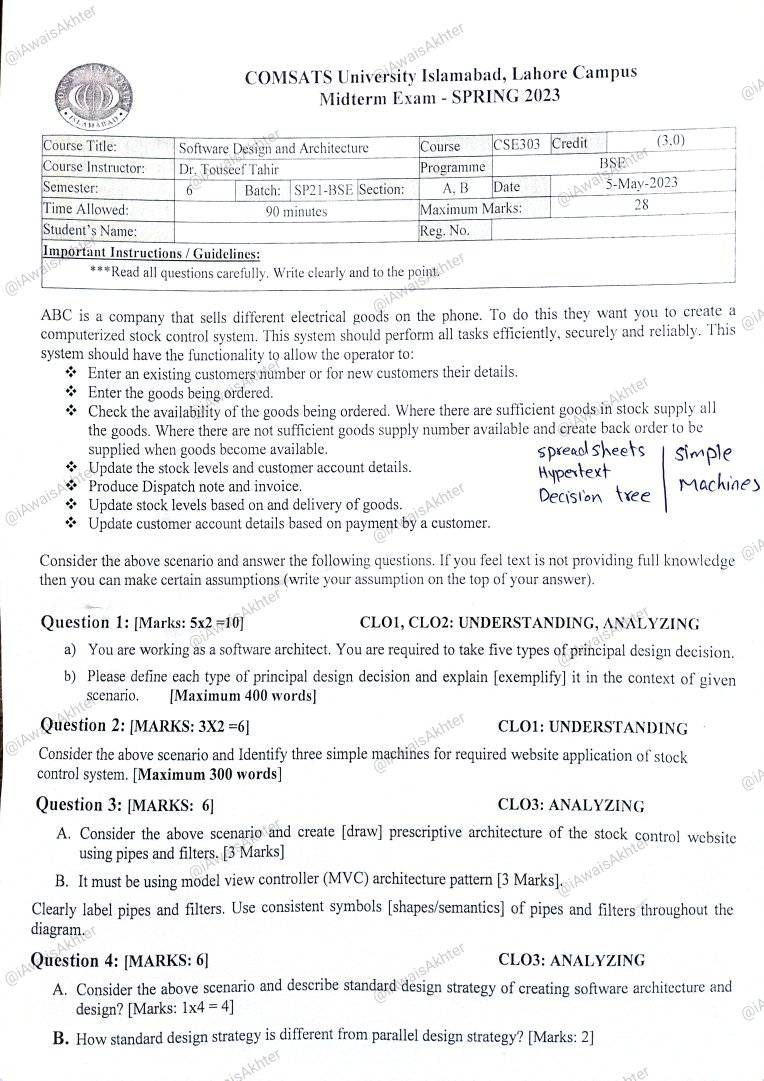 COMSATS University Islamabad, Lahore Campus
Midterm Exam - SPRING 2023
Course Title: Software Design and Architecture Course CSE303 Credit (3.0)
Course Instructor: Dr. Touseef Tahir Programme BSE
Semester: 6 Batch: SP21-BSE Section: A, B Date 5-May-2023
Time Allowed: 90 minutes Maximum Marks: 28
Student's Name: Reg. No.
Important Instructions / Guidelines:
***Read all questions carefully. Write clearly and to the point.
ABC is a company that sells different electrical goods on the phone. To do this they want you to create a
computerized stock control system. This system should perform all tasks efficiently, securely and reliably. This
system should have the functionality to allow the operator to:
❖ Enter an existing customers number or for new customers their details.
❖ Enter the goods being ordered.
❖ Check the availability of the goods being ordered. Where there are sufficient goods in stock supply all
the goods. Where there are not sufficient goods supply number available and create back order to be
supplied when goods become available.
❖ Update the stock levels and customer account details.
❖ Produce Dispatch note and invoice.
❖ Update stock levels based on and delivery of goods.
❖ Update customer account details based on payment by a customer.
spreadsheets
Hypertext
Decision tree
simple
Machines
Consider the above scenario and answer the following questions. If you feel text is not providing full knowledge
then you can make certain assumptions (write your assumption on the top of your answer).
Question 1: [Marks: 5x2 =10] CLO1, CLO2: UNDERSTANDING, ANALYZING
a) You are working as a software architect. You are required to take five types of principal design decision.
b) Please define each type of principal design decision and explain [exemplify] it in the context of given
scenario. [Maximum 400 words]
Question 2: [MARKS: 3X2 =6] CLO1: UNDERSTANDING
Consider the above scenario and Identify three simple machines for required website application of stock
control system. [Maximum 300 words]
Question 3: [MARKS: 6] CLO3: ANALYZING
A. Consider the above scenario and create [draw] prescriptive architecture of the stock control website
using pipes and filters. [3 Marks]
B. It must be using model view controller (MVC) architecture pattern [3 Marks].
Clearly label pipes and filters. Use consistent symbols [shapes/semantics] of pipes and filters throughout the
diagram.
Question 4: [MARKS: 6] CLO3: ANALYZING
A. Consider the above scenario and describe standard design strategy of creating software architecture and
design? [Marks: 1x4 = 4]
B. How standard design strategy is different from parallel design strategy? [Marks: 2]
@iAwaisAkhter